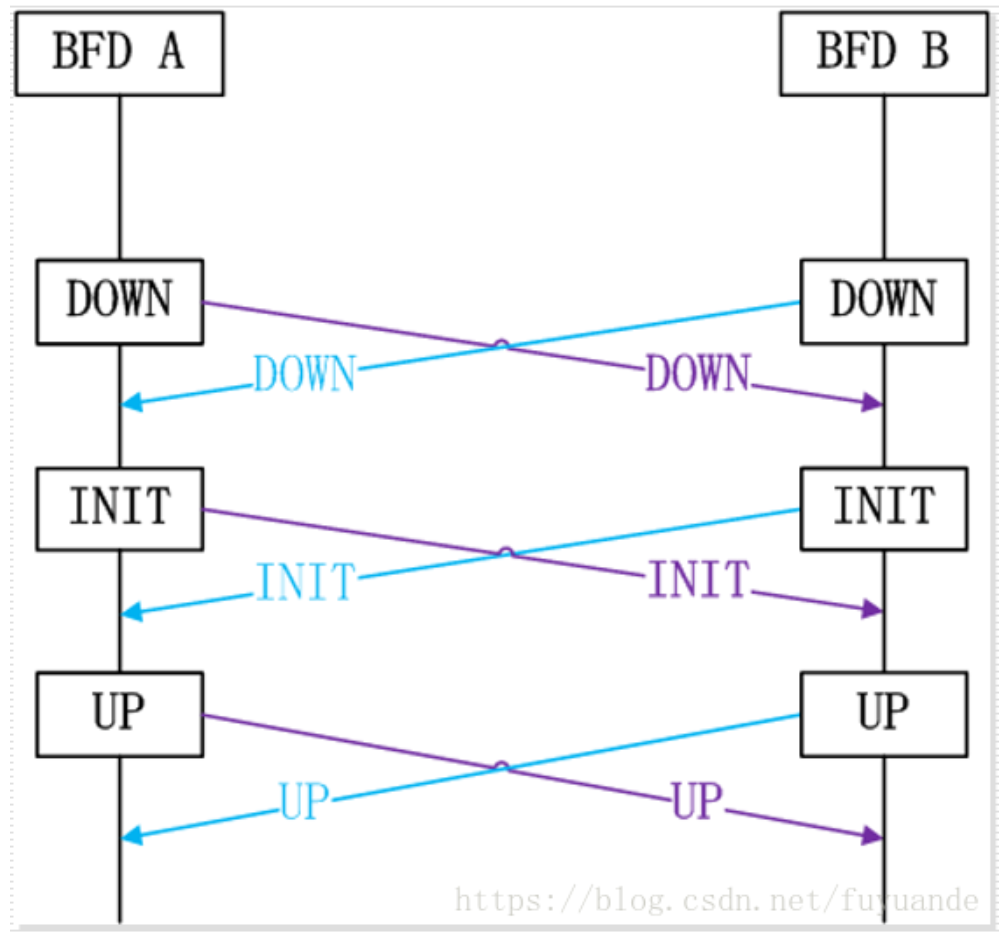 BFD A BFD B
DOWN DOWN
DOWN DOWN
INIT INIT
INIT INIT
UP UP
UP UP
https://blog.csdn.net/fuyuande